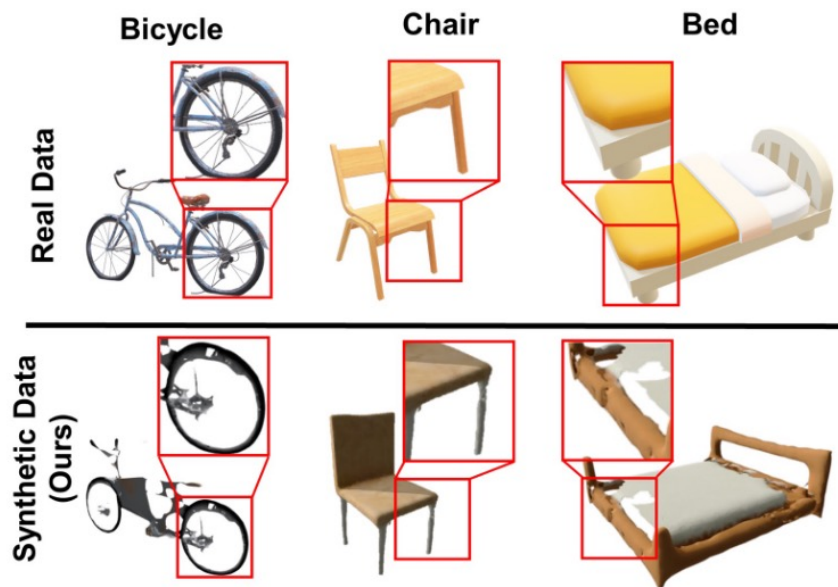 Bicycle
Chair
Bed
Real Data
Synthetic Data
(Ours)